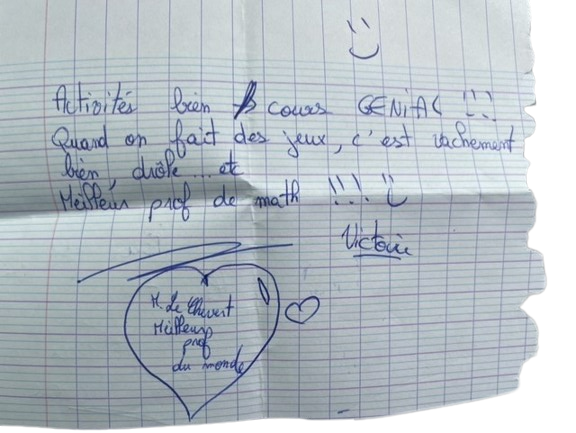 :)
Activités bien cours GENiAL !!!
Quand on fait des jeux, c'est vachement
bien, drôle... etc
Meilleur prof de math !!! :)
Victoire
M. Le Chevert
Meilleur
prof
du monde